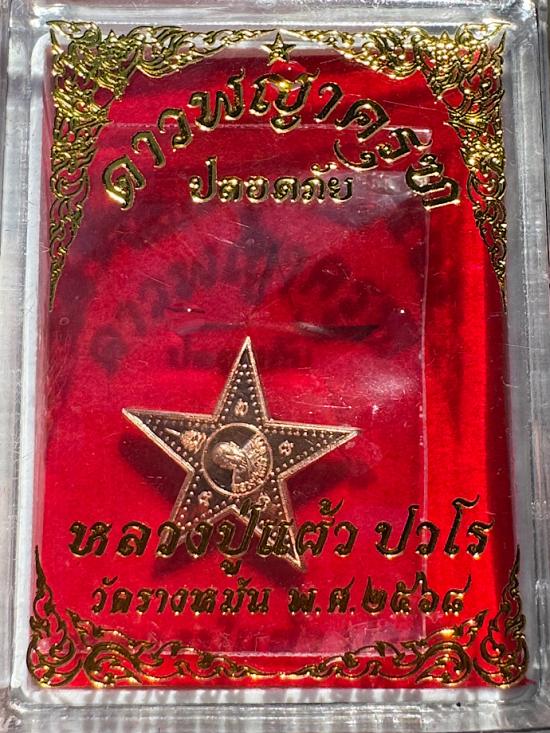 ดาวพญาครุฑ
ปลอดภัย
หลวงปู่แผ้ว ปวโร
วัดรางหมัน พ.ศ.๒๕๖๘